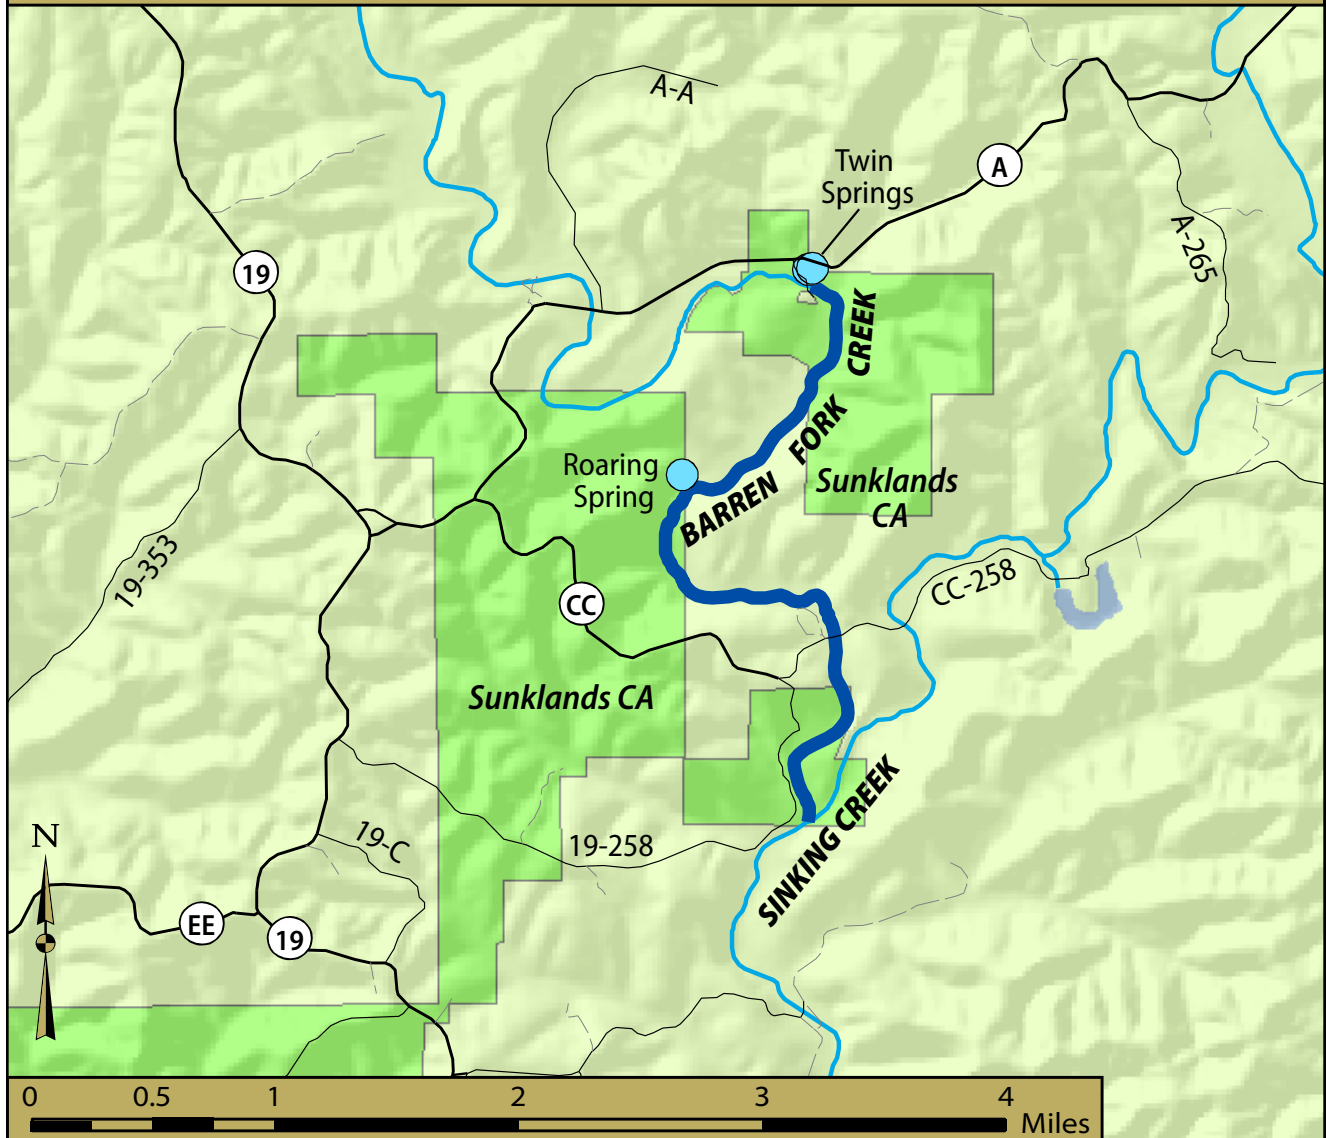 A-A
Twin
Springs
A
A-265
19
CREEK
FORK
BARREN
Roaring
Spring
Sunklands
CA
19-353
CC-258
CC
Sunklands CA
SINKING CREEK
19-C
19-258
N
EE
19
0 0.5 1 2 3 4
Miles